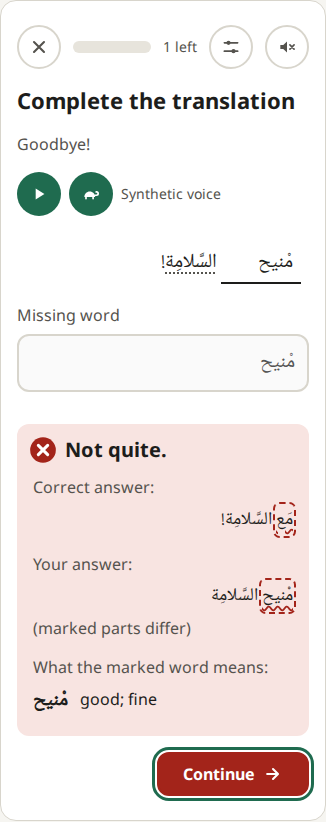 1 left
Complete the translation
Goodbye!
Synthetic voice
مْنيح السَّلامِة!
Missing word
مْنيح
Not quite.
Correct answer:
مَع السَّلامِة!
Your answer:
مْنيح السَّلامِة
(marked parts differ)
What the marked word means:
مْنيح good; fine
Continue